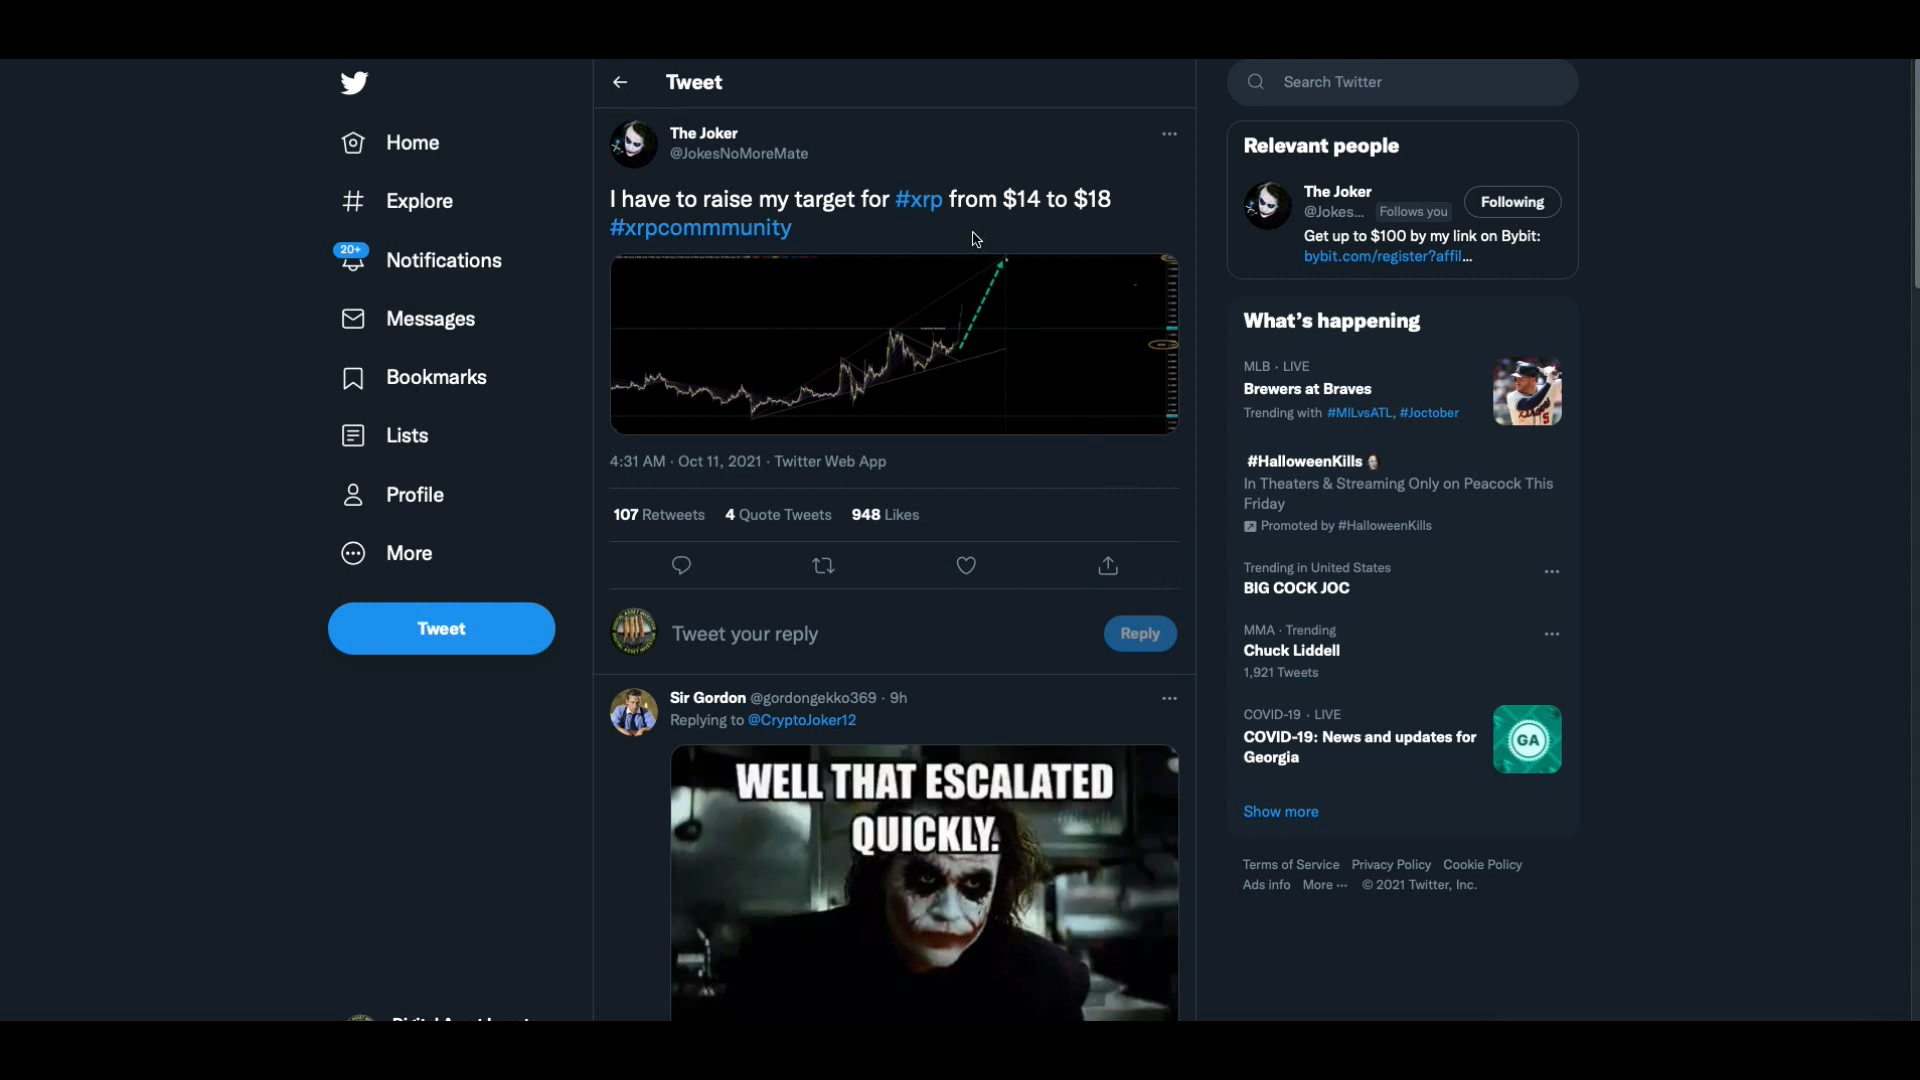 Tweet
Search Twitter
Home
Explore
20+
Notifications
Messages
Bookmarks
Lists
Profile
More
Tweet
The Joker
@JokesNoMoreMate
I have to raise my target for #xrp from $14 to $18
#xrpcommmunity
4:31 AM · Oct 11, 2021 · Twitter Web App
107 Retweets 4 Quote Tweets 948 Likes
Tweet your reply
Reply
Sir Gordon @gordongekko369 · 9h
Replying to @CryptoJoker12
WELL THAT ESCALATED
QUICKLY.
Relevant people
The Joker
@Jokes... Follows you
Following
Get up to $100 by my link on Bybit:
bybit.com/register?affil...
What's happening
MLB · LIVE
Brewers at Braves
Trending with #MILvsATL, #Joctober
#HalloweenKills
In Theaters & Streaming Only on Peacock This
Friday
Promoted by #HalloweenKills
Trending in United States
BIG COCK JOC
MMA · Trending
Chuck Liddell
1,921 Tweets
COVID-19 · LIVE
COVID-19: News and updates for
Georgia
GA
Show more
Terms of Service Privacy Policy Cookie Policy
Ads info More ··· © 2021 Twitter, Inc.